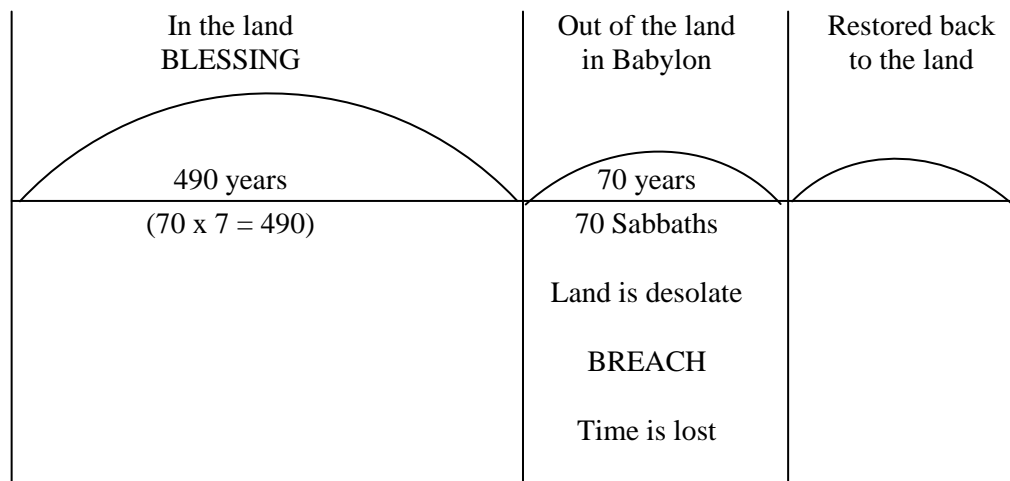 In the land
BLESSING
490 years
(70 x 7 = 490)
Out of the land
in Babylon
70 years
70 Sabbaths
Land is desolate
BREACH
Time is lost
Restored back
to the land